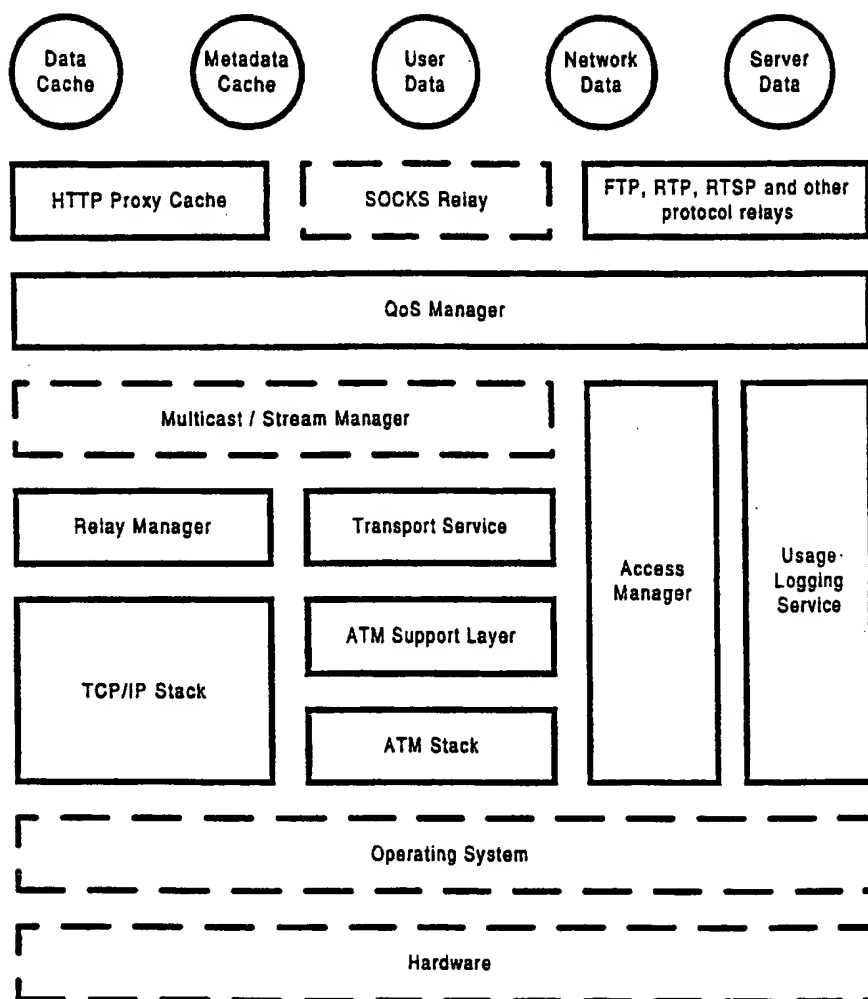 Data
Cache
Metadata
Cache
User
Data
Network
Data
Server
Data
HTTP Proxy Cache
SOCKS Relay
FTP, RTP, RTSP and other
protocol relays
QoS Manager
Multicast / Stream Manager
Relay Manager
Transport Service
Access
Manager
Usage
Logging
Service
TCP/IP Stack
ATM Support Layer
ATM Stack
Operating System
Hardware